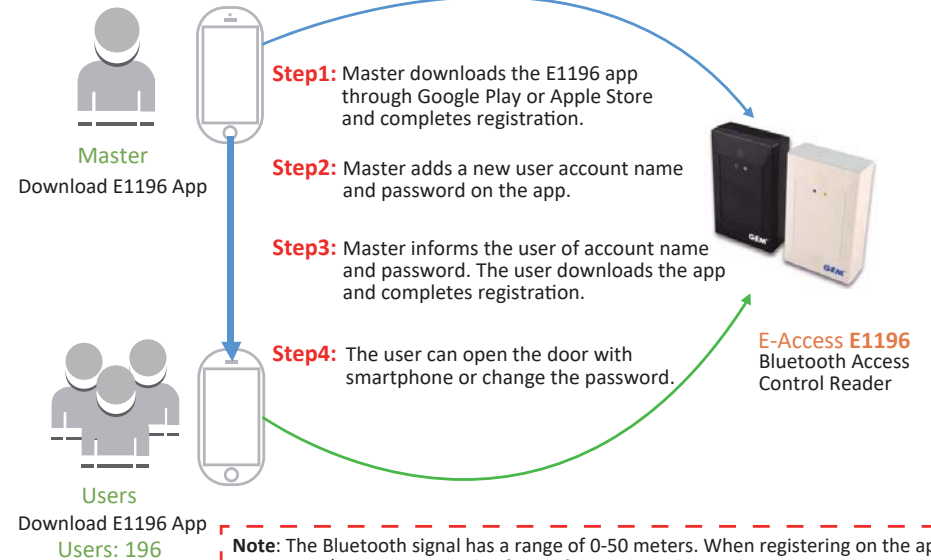 Step1: Master downloads the E1196 app
through Google Play or Apple Store
and completes registration.
Master
Download E1196 App
Step2: Master adds a new user account name
and password on the app.
GEM
GEM
Step3: Master informs the user of account name
and password. The user downloads the app
and completes registration.
E-Access E1196
Bluetooth Access
Control Reader
Step4: The user can open the door with
smartphone or change the password.
Users
Download E1196 App
Users: 196
Note: The Bluetooth signal has a range of 0-50 meters. When registering on the ap